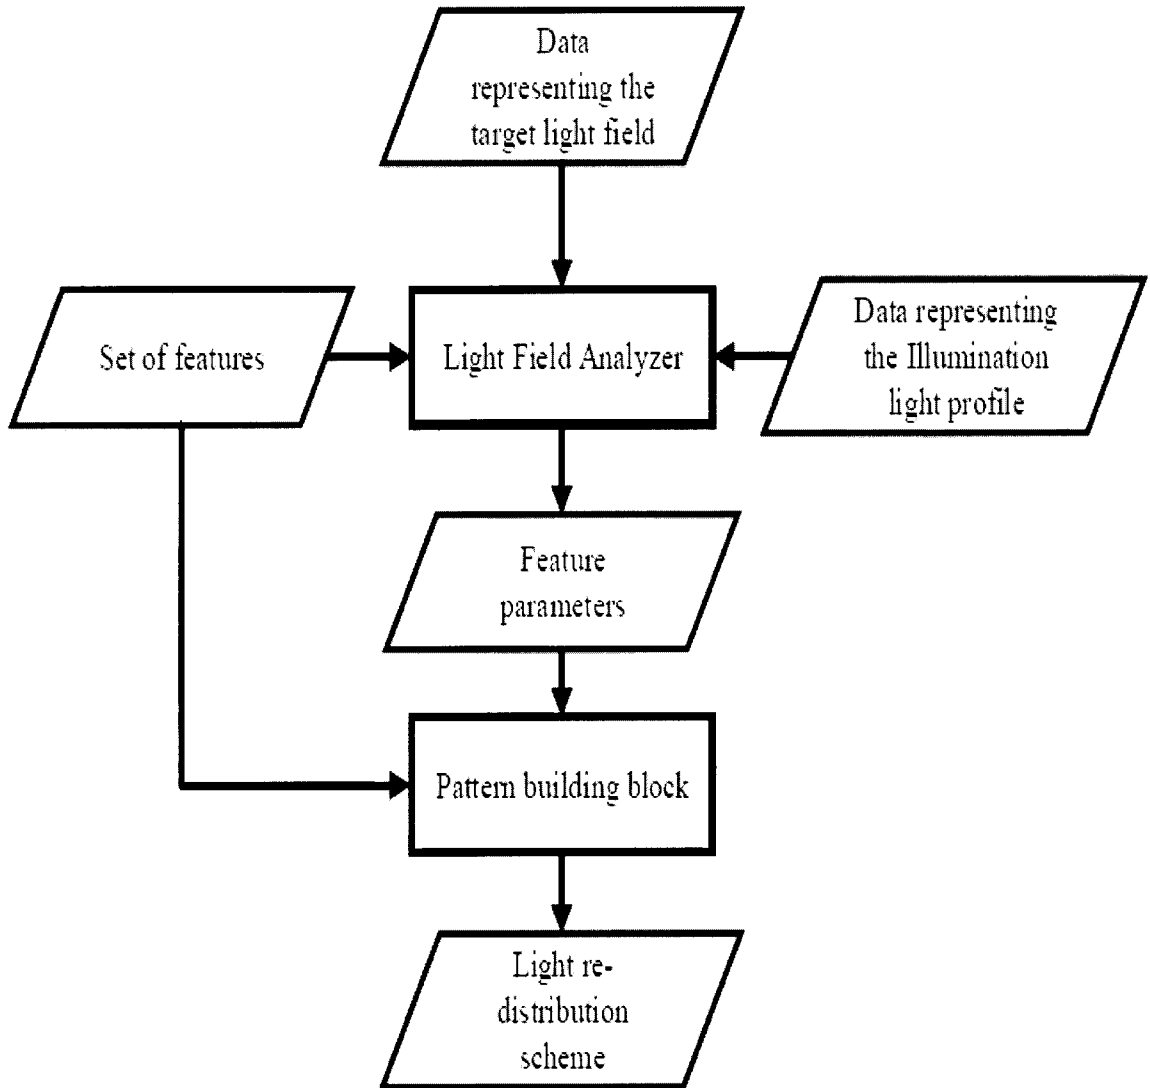 Data
representing the
target light field
Set of features
Light Field Analyzer
Data representing
the Illumination
light profile
Feature
parameters
Pattern building block
Light re-
distribution
scheme